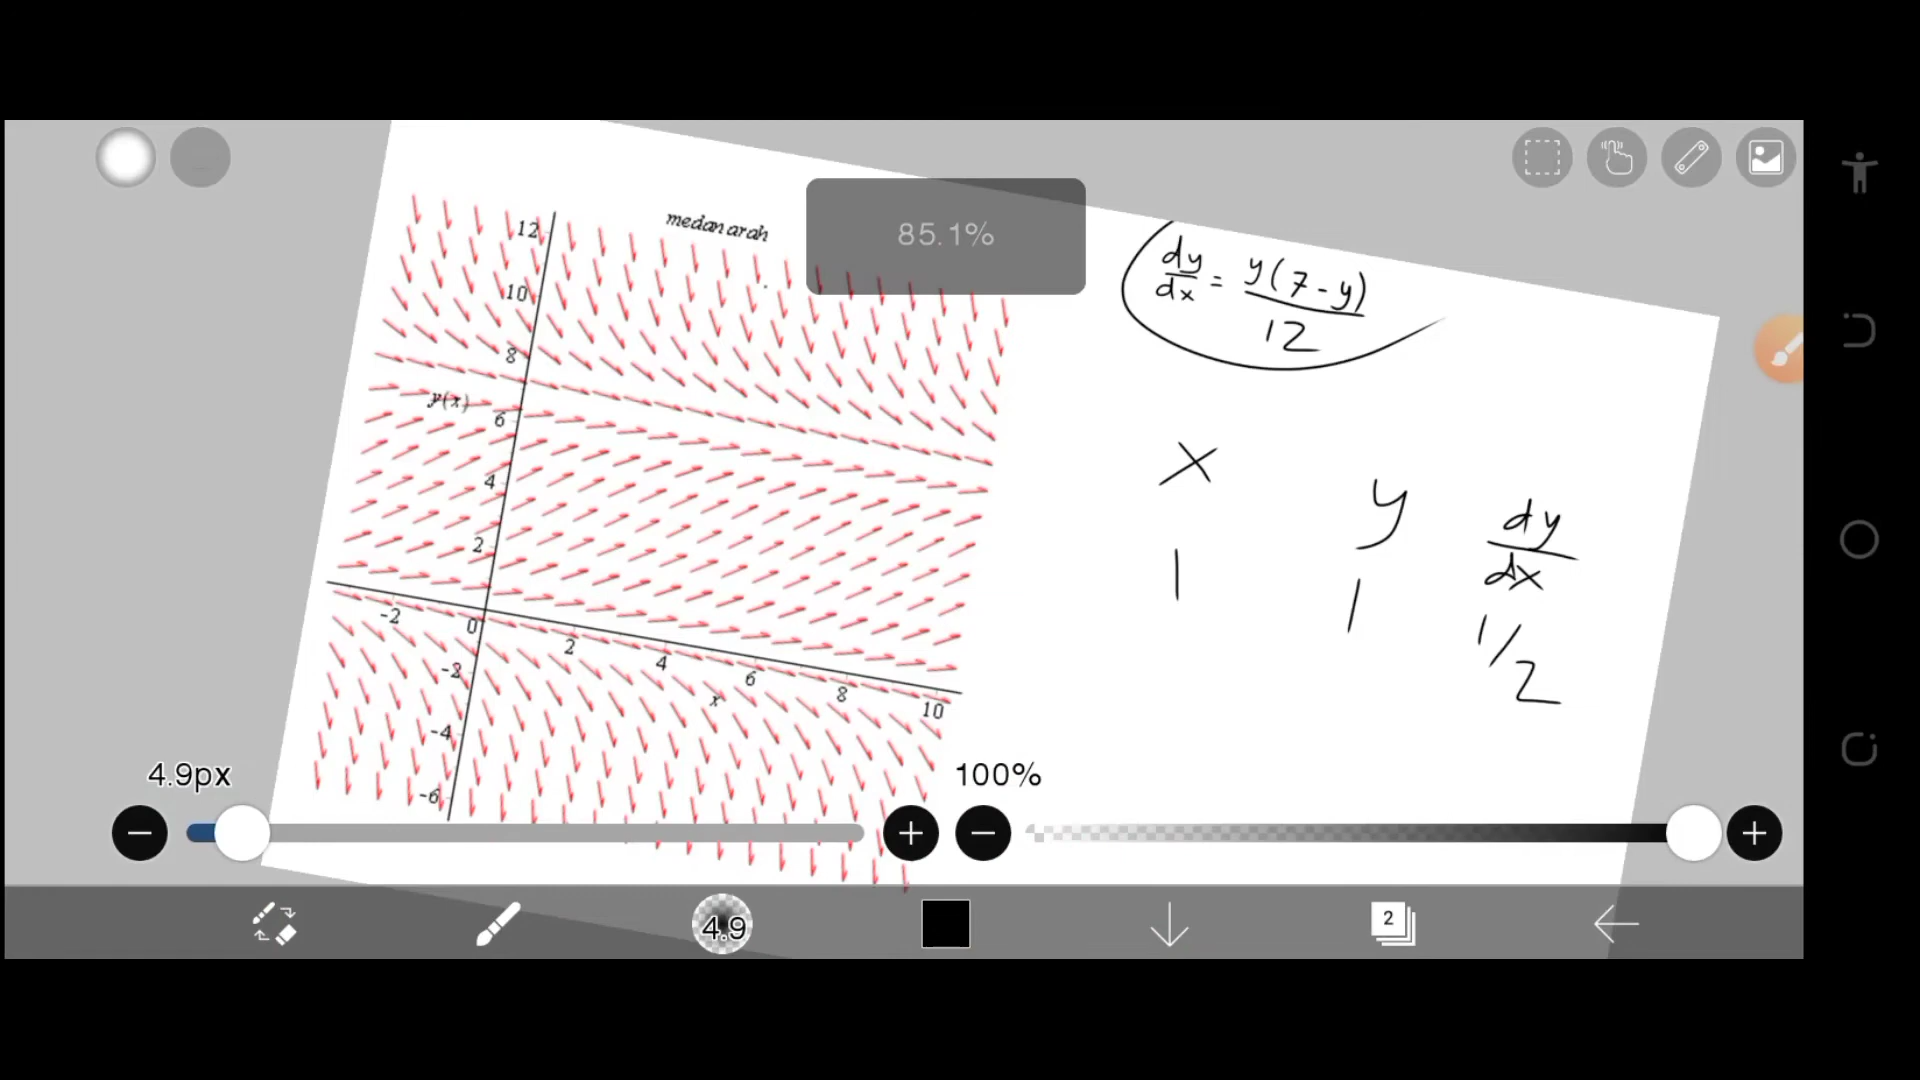 medan arah
85.1%
12
10
8
y(x)
6
4
2
-2
0
2
4
6
8
10
x
-2
-4
-6
dy/dx = y(7-y)/12
x y dy/dx
1 1 1/2
4.9px
100%
4.9
2